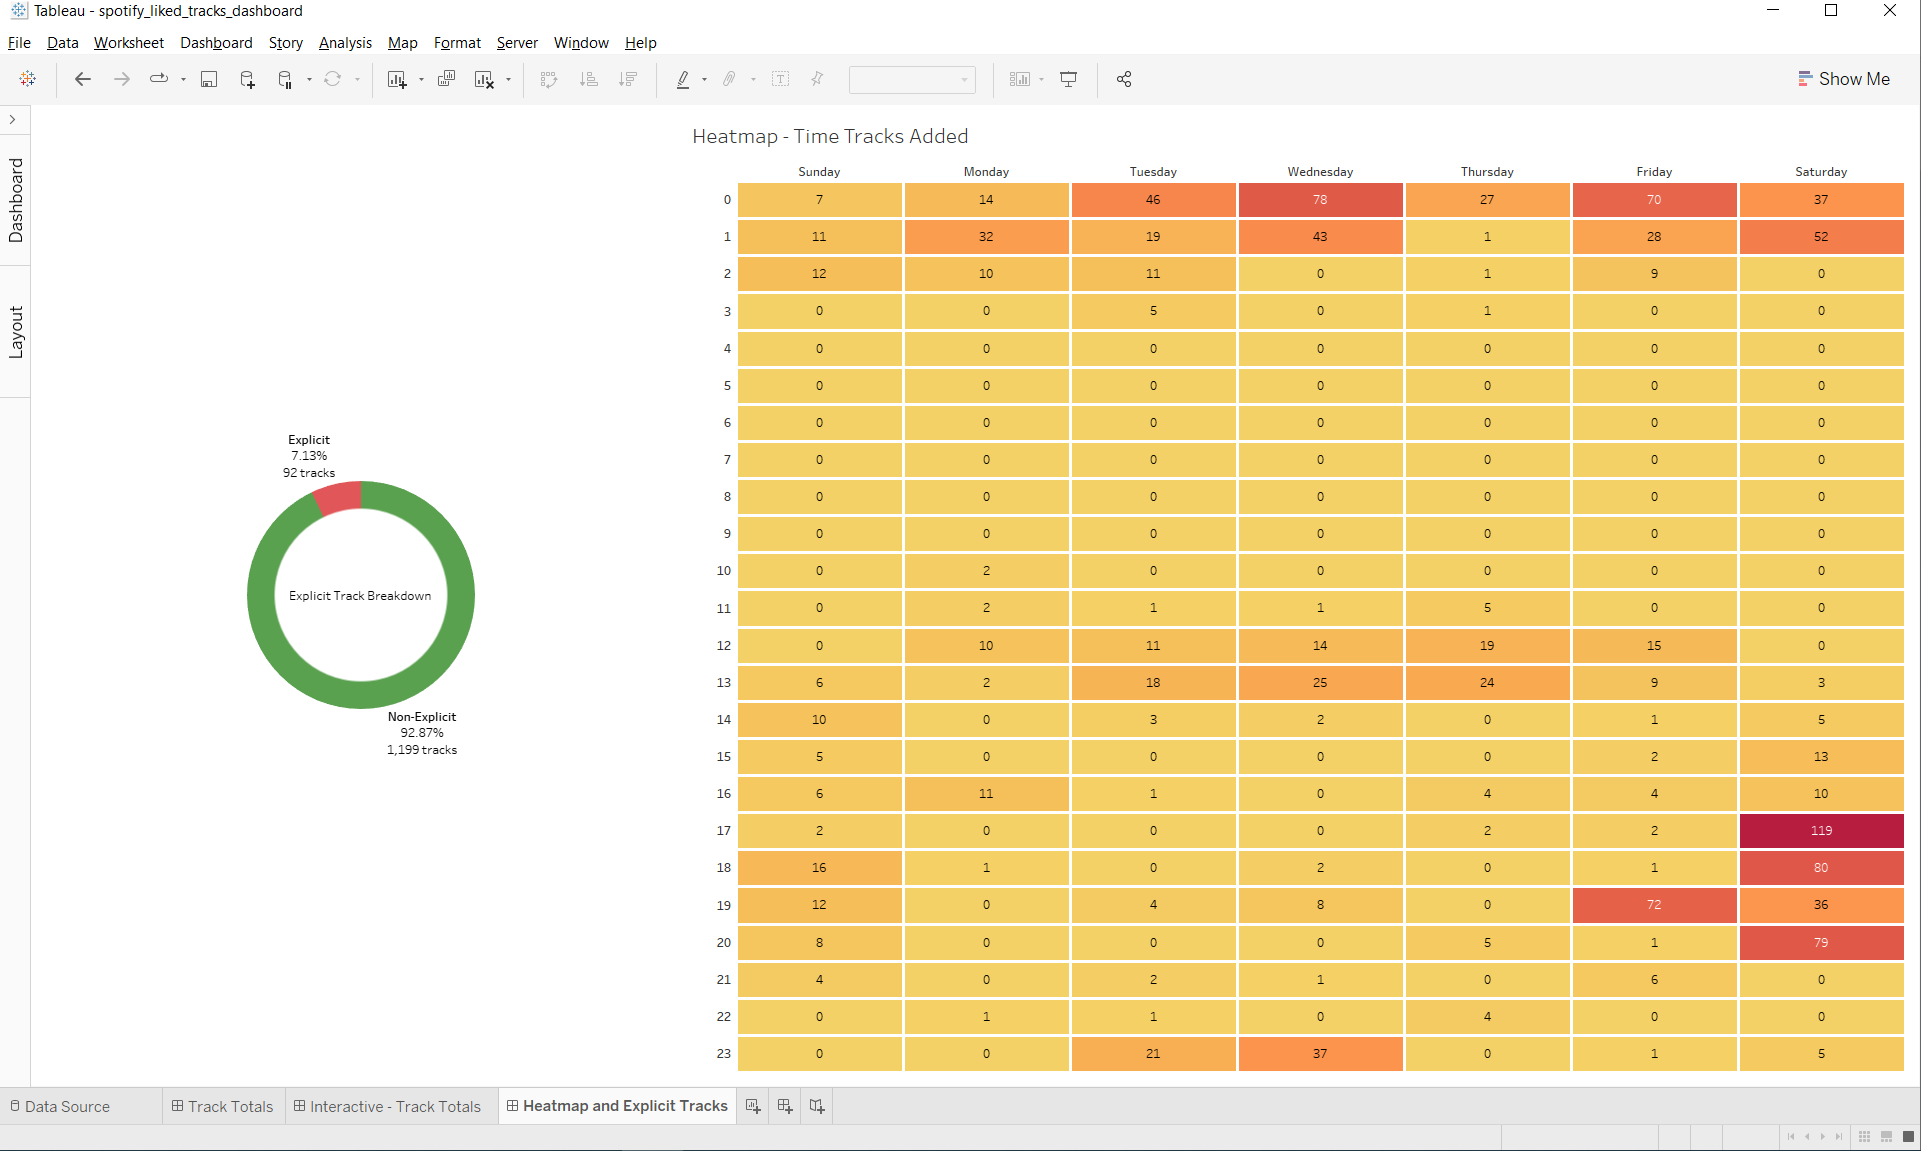 Tableau - spotify_liked_tracks_dashboard
File Data Worksheet Dashboard Story Analysis Map Format Server Window Help
Show Me
Dashboard
Layout
Explicit
7.13%
92 tracks
Explicit Track Breakdown
Non-Explicit
92.87%
1,199 tracks
Heatmap - Time Tracks Added
Sunday Monday Tuesday Wednesday Thursday Friday Saturday
0 7 14 46 78 27 70 37
1 11 32 19 43 1 28 52
2 12 10 11 0 1 9 0
3 0 0 5 0 1 0 0
4 0 0 0 0 0 0 0
5 0 0 0 0 0 0 0
6 0 0 0 0 0 0 0
7 0 0 0 0 0 0 0
8 0 0 0 0 0 0 0
9 0 0 0 0 0 0 0
10 0 2 0 0 0 0 0
11 0 2 1 1 5 0 0
12 0 10 11 14 19 15 0
13 6 2 18 25 24 9 3
14 10 0 3 2 0 1 5
15 5 0 0 0 0 2 13
16 6 11 1 0 4 4 10
17 2 0 0 0 2 2 119
18 16 1 0 2 0 1 80
19 12 0 4 8 0 72 36
20 8 0 0 0 5 1 79
21 4 0 2 1 0 6 0
22 0 1 1 0 4 0 0
23 0 0 21 37 0 1 5
Data Source Track Totals Interactive - Track Totals Heatmap and Explicit Tracks